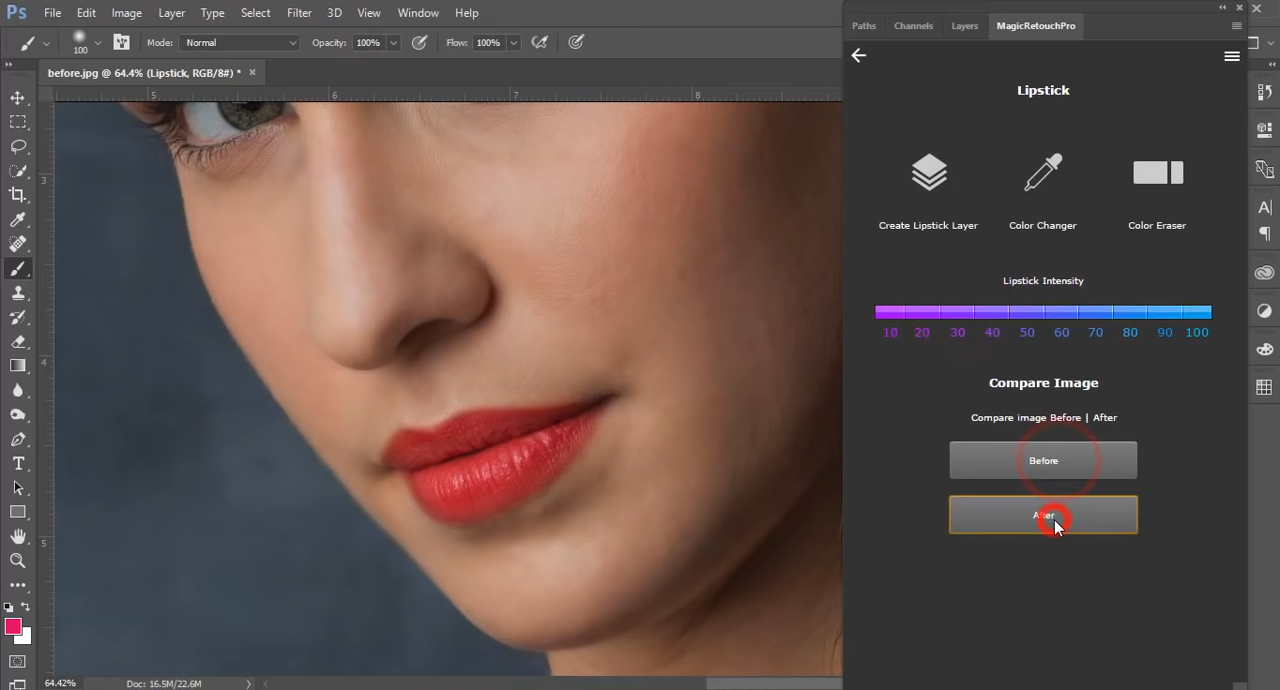 Ps File Edit Image Layer Type Select Filter 3D View Window Help
100 Mode: Normal Opacity: 100% Flow: 100%
Paths Channels Layers MagicRetouchPro
before.jpg @ 64.4% (Lipstick, RGB/8#) * ×
5 6 7 8
3
4
5
Lipstick
Create Lipstick Layer Color Changer Color Eraser
Lipstick Intensity
10 20 30 40 50 60 70 80 90 100
Compare Image
Compare image Before | After
Before
After
64.42% Doc: 16.5M/22.6M